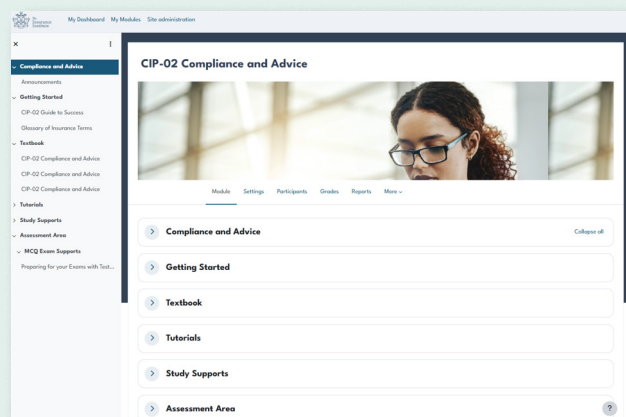 The
Insurance
Institute
My Dashboard My Modules Site administration
Compliance and Advice
Announcements
Getting Started
CIP-02 Guide to Success
Glossary of Insurance Terms
Textbook
CIP-02 Compliance and Advice
CIP-02 Compliance and Advice
CIP-02 Compliance and Advice
Tutorials
Study Supports
Assessment Area
MCQ Exam Supports
Preparing for your Exams with Test...
CIP-02 Compliance and Advice
Module Settings Participants Grades Reports More
Compliance and Advice Collapse all
Getting Started
Textbook
Tutorials
Study Supports
Assessment Area
?